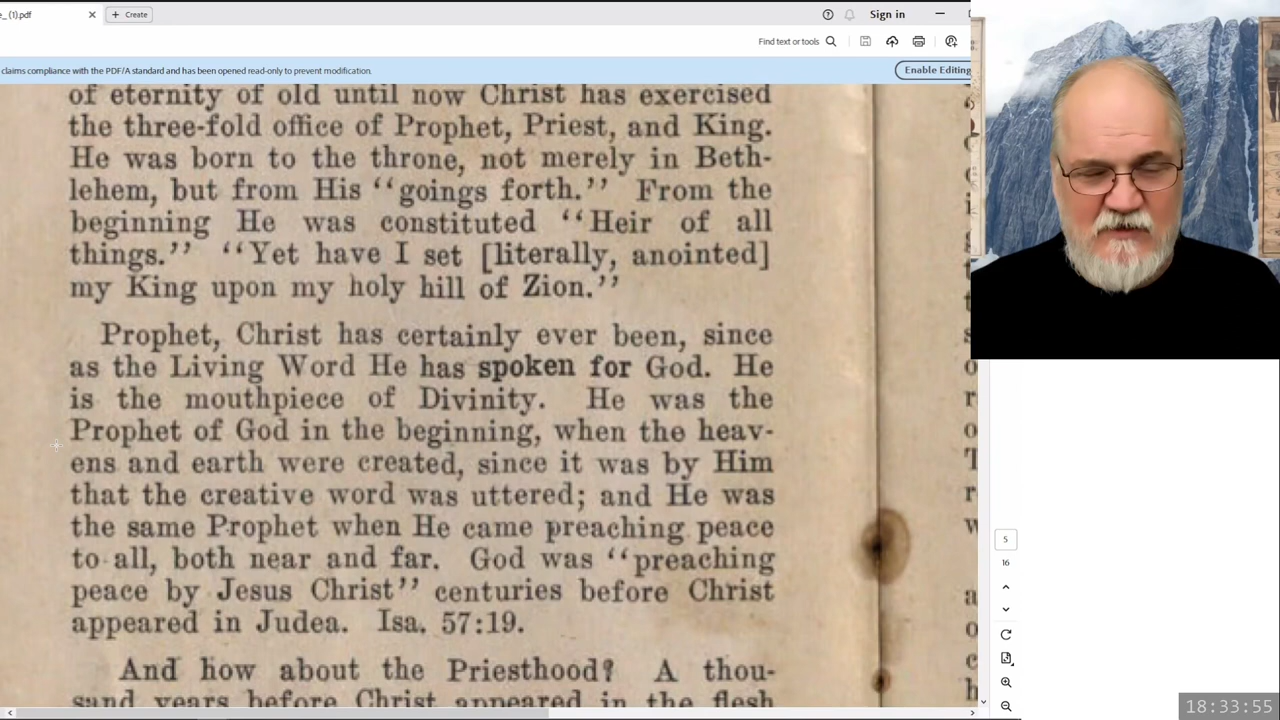 e_ (1).pdf
Create
Sign in
Find text or tools
claims compliance with the PDF/A standard and has been opened read-only to prevent modification.
Enable Editing
of eternity of old until now Christ has exercised
the three-fold office of Prophet, Priest, and King.
He was born to the throne, not merely in Beth-
lehem, but from His “goings forth.” From the
beginning He was constituted “Heir of all
things.” “Yet have I set [literally, anointed]
my King upon my holy hill of Zion.”
Prophet, Christ has certainly ever been, since
as the Living Word He has spoken for God. He
is the mouthpiece of Divinity. He was the
Prophet of God in the beginning, when the heav-
ens and earth were created, since it was by Him
that the creative word was uttered; and He was
the same Prophet when He came preaching peace
to all, both near and far. God was “preaching
peace by Jesus Christ” centuries before Christ
appeared in Judea. Isa. 57:19.
And how about the Priesthood? A thou-
sand years before Christ appeared in the flesh
5
16
18:33:55